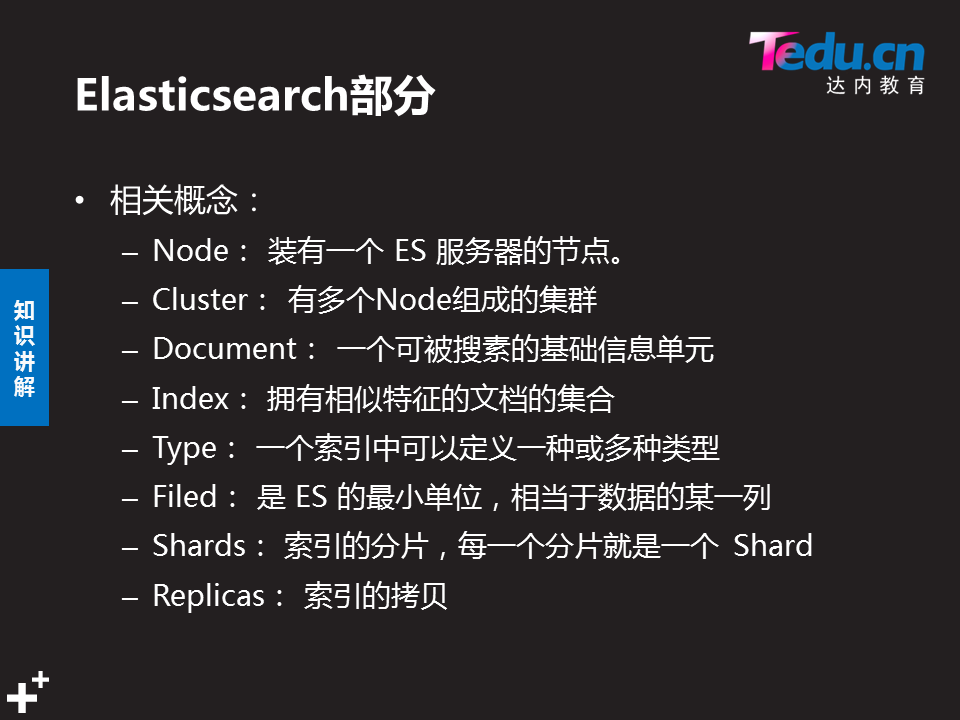 Tedu.cn
达内教育
Elasticsearch部分
• 相关概念：
– Node： 装有一个 ES 服务器的节点。
– Cluster： 有多个Node组成的集群
– Document： 一个可被搜素的基础信息单元
– Index： 拥有相似特征的文档的集合
– Type： 一个索引中可以定义一种或多种类型
– Filed： 是 ES 的最小单位，相当于数据的某一列
– Shards： 索引的分片，每一个分片就是一个 Shard
– Replicas： 索引的拷贝
知
识
讲
解